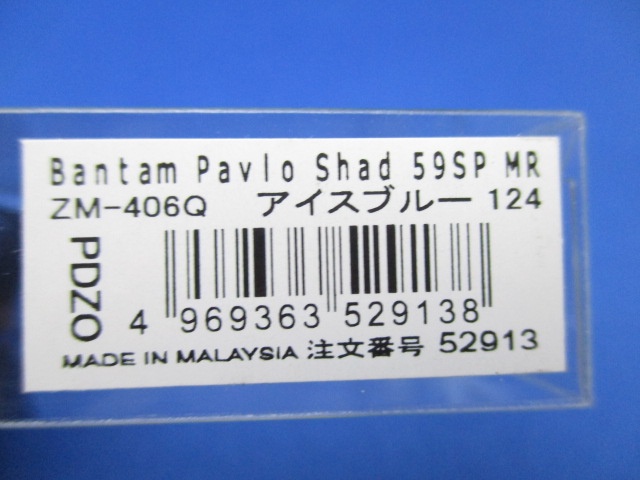 Bantam Pavlo Shad 59SP MR
ZM-406Q アイスブルー 124
PDZO
4 969363 529138
MADE IN MALAYSIA 注文番号 52913